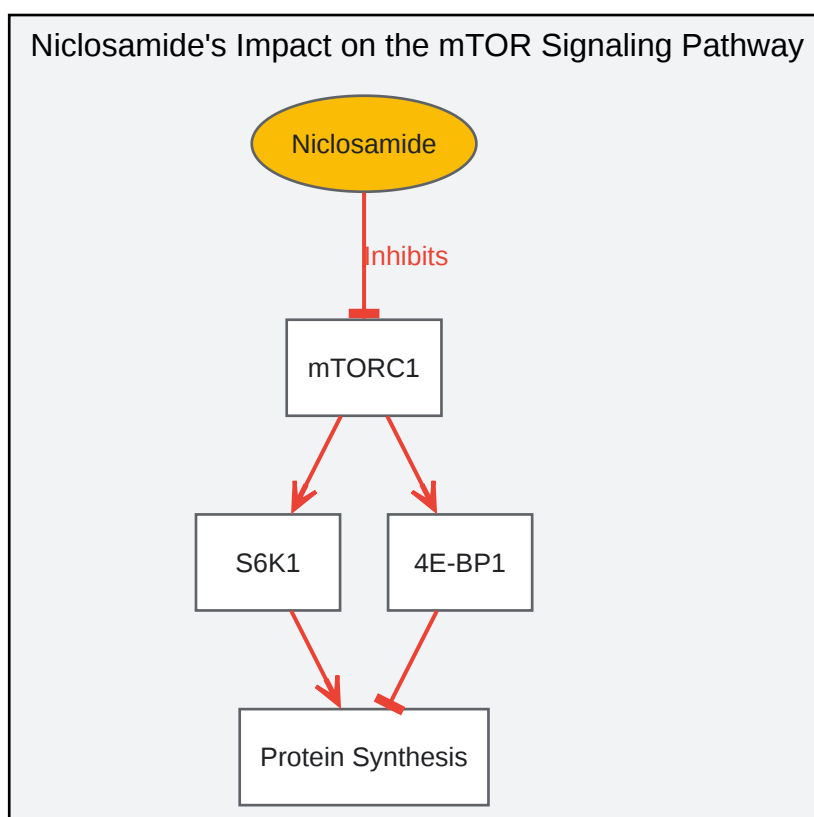 Niclosamide's Impact on the mTOR Signaling Pathway
Niclosamide
Inhibits
mTORC1
S6K1
4E-BP1
Protein Synthesis